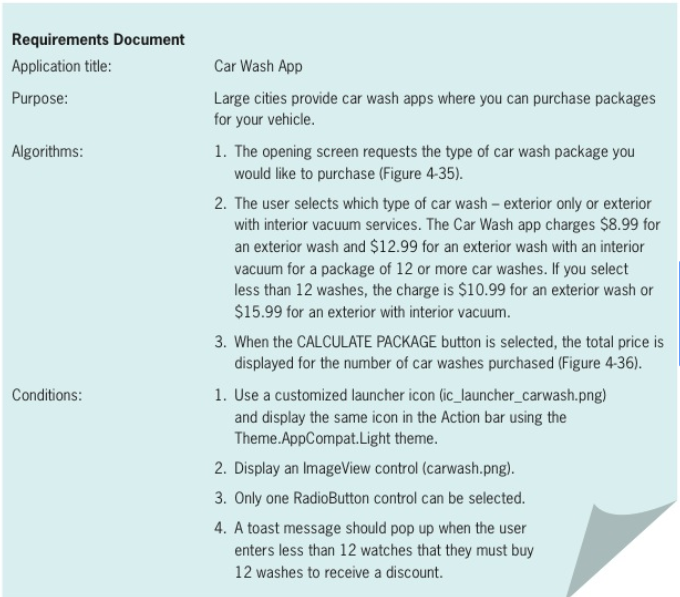 Requirements Document
Application title: Car Wash App
Purpose: Large cities provide car wash apps where you can purchase packages
for your vehicle.
Algorithms: 1. The opening screen requests the type of car wash package you
would like to purchase (Figure 4-35).
2. The user selects which type of car wash – exterior only or exterior
with interior vacuum services. The Car Wash app charges $8.99 for
an exterior wash and $12.99 for an exterior wash with an interior
vacuum for a package of 12 or more car washes. If you select
less than 12 washes, the charge is $10.99 for an exterior wash or
$15.99 for an exterior with interior vacuum.
3. When the CALCULATE PACKAGE button is selected, the total price is
displayed for the number of car washes purchased (Figure 4-36).
Conditions: 1. Use a customized launcher icon (ic_launcher_carwash.png)
and display the same icon in the Action bar using the
Theme.AppCompat.Light theme.
2. Display an ImageView control (carwash.png).
3. Only one RadioButton control can be selected.
4. A toast message should pop up when the user
enters less than 12 watches that they must buy
12 washes to receive a discount.